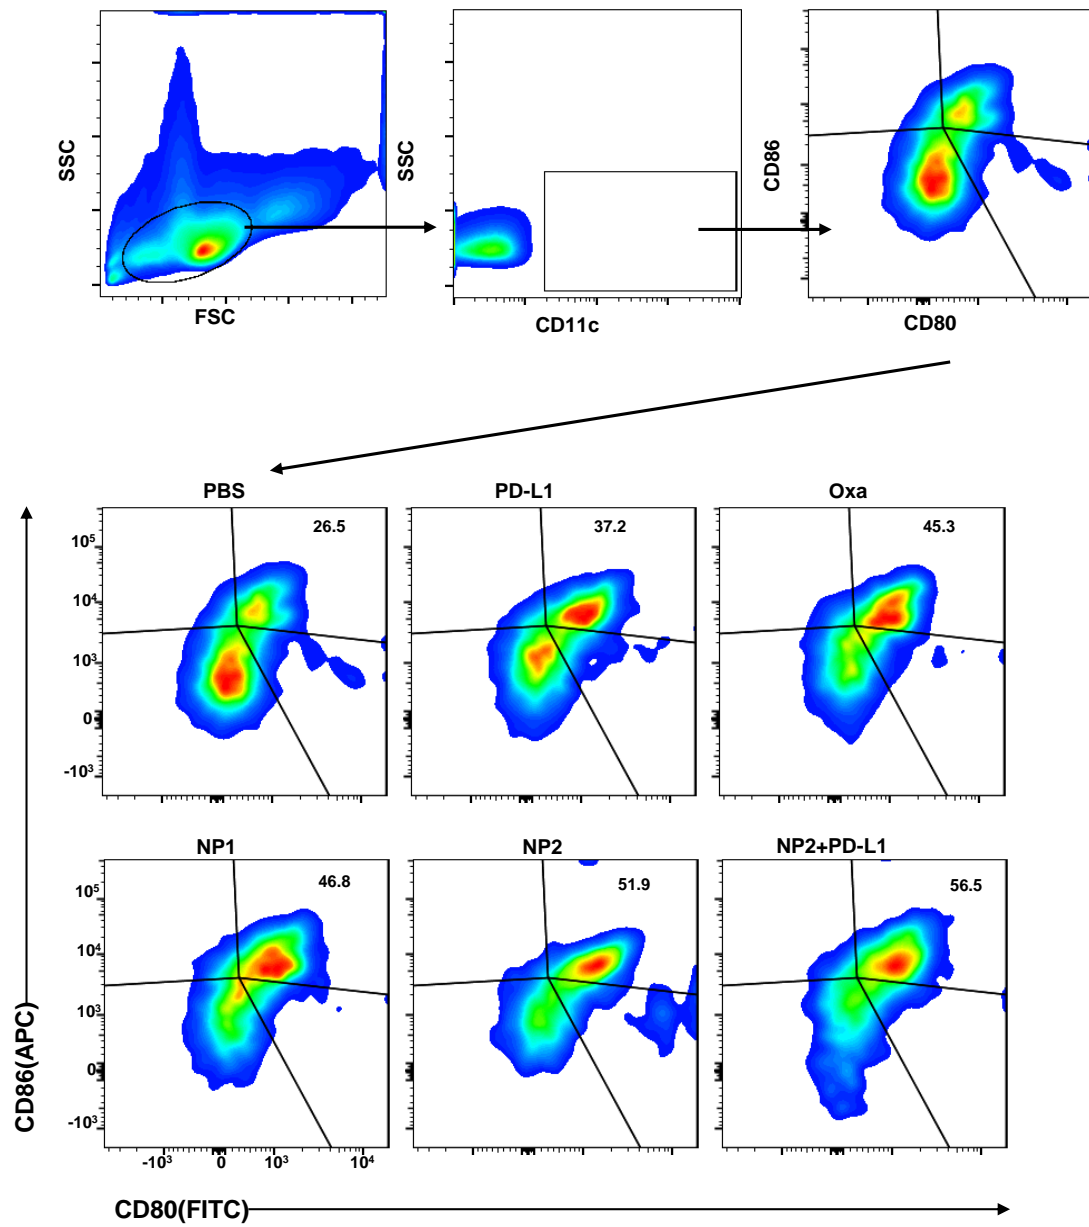 SSC
FSC
SSC
CD11c
CD86
CD80
PBS
PD-L1
Oxa
26.5
37.2
45.3
10⁵
10⁴
10³
0
-10³
NP1
NP2
NP2+PD-L1
46.8
51.9
56.5
10⁵
10⁴
10³
0
-10³
-10³ 0 10³ 10⁴
CD86(APC)
CD80(FITC)